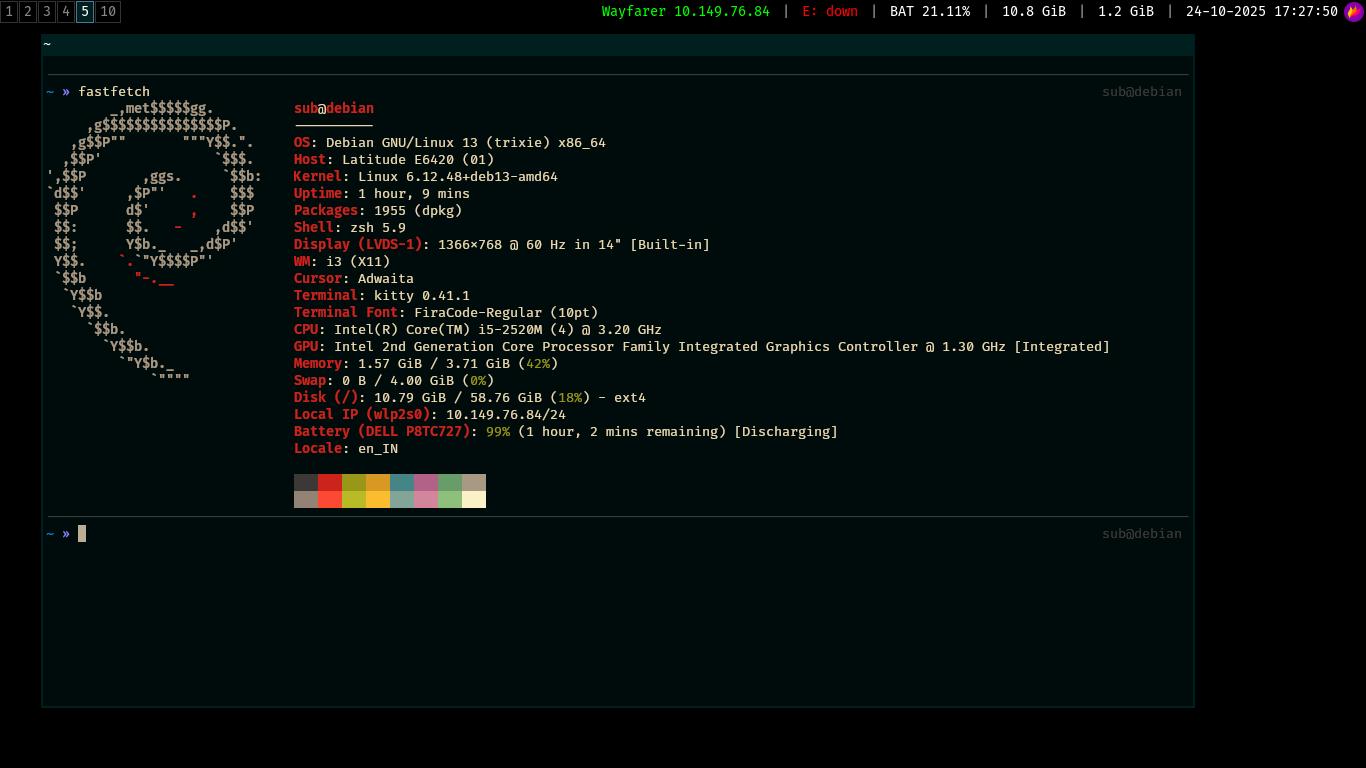 1 2 3 4 5 10 Wayfarer 10.149.76.84 | E: down | BAT 21.11% | 10.8 GiB | 1.2 GiB | 24-10-2025 17:27:50
~
~ » fastfetch sub@debian
_,met$$$$$gg. sub@debian
,g$$$$$$$$$$$$$$$P. ----------
,g$$P"" """Y$$.". OS: Debian GNU/Linux 13 (trixie) x86_64
,$$P' `$$$. Host: Latitude E6420 (01)
',$$P ,ggs. `$$b: Kernel: Linux 6.12.48+deb13-amd64
`d$$' ,$P"' . $$$ Uptime: 1 hour, 9 mins
$$P d$' , $$P Packages: 1955 (dpkg)
$$: $$. - ,d$$' Shell: zsh 5.9
$$; Y$b._ _,d$P' Display (LVDS-1): 1366×768 @ 60 Hz in 14" [Built-in]
Y$$. `.`"Y$$$$P"' WM: i3 (X11)
`$$b "-.__ Cursor: Adwaita
`Y$$b Terminal: kitty 0.41.1
`Y$$. Terminal Font: FiraCode-Regular (10pt)
`$$b. CPU: Intel(R) Core(TM) i5-2520M (4) @ 3.20 GHz
`Y$$b. GPU: Intel 2nd Generation Core Processor Family Integrated Graphics Controller @ 1.30 GHz [Integrated]
`"Y$b._ Memory: 1.57 GiB / 3.71 GiB (42%)
`"""" Swap: 0 B / 4.00 GiB (0%)
Disk (/): 10.79 GiB / 58.76 GiB (18%) - ext4
Local IP (wlp2s0): 10.149.76.84/24
Battery (DELL P8TC727): 99% (1 hour, 2 mins remaining) [Discharging]
Locale: en_IN
~ » sub@debian